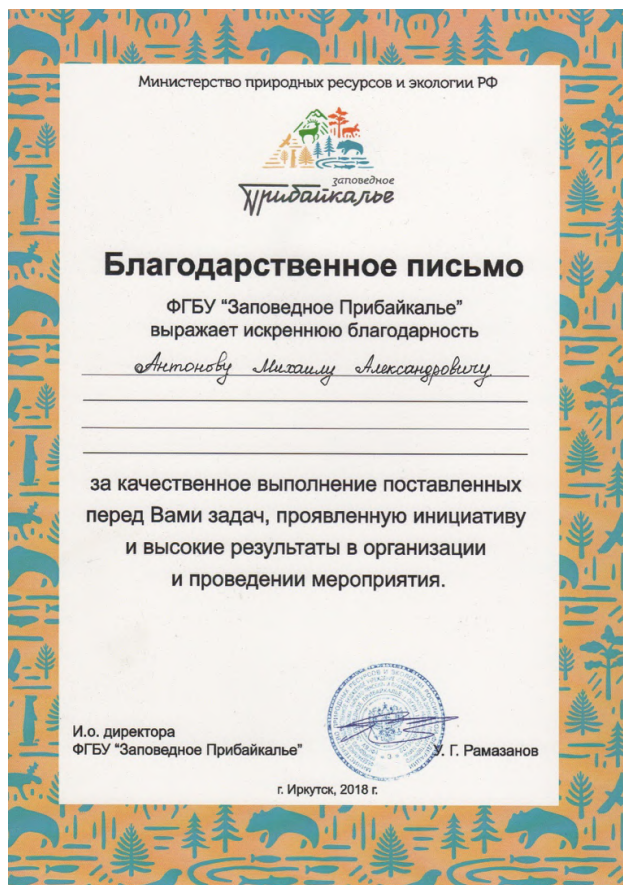 Министерство природных ресурсов и экологии РФ
заповедное
Прибайкалье
Благодарственное письмо
ФГБУ “Заповедное Прибайкалье”
выражает искреннюю благодарность
Антонову Михаилу Александровичу
за качественное выполнение поставленных
перед Вами задач, проявленную инициативу
и высокие результаты в организации
и проведении мероприятия.
И.о. директора
ФГБУ “Заповедное Прибайкалье”
У. Г. Рамазанов
г. Иркутск, 2018 г.